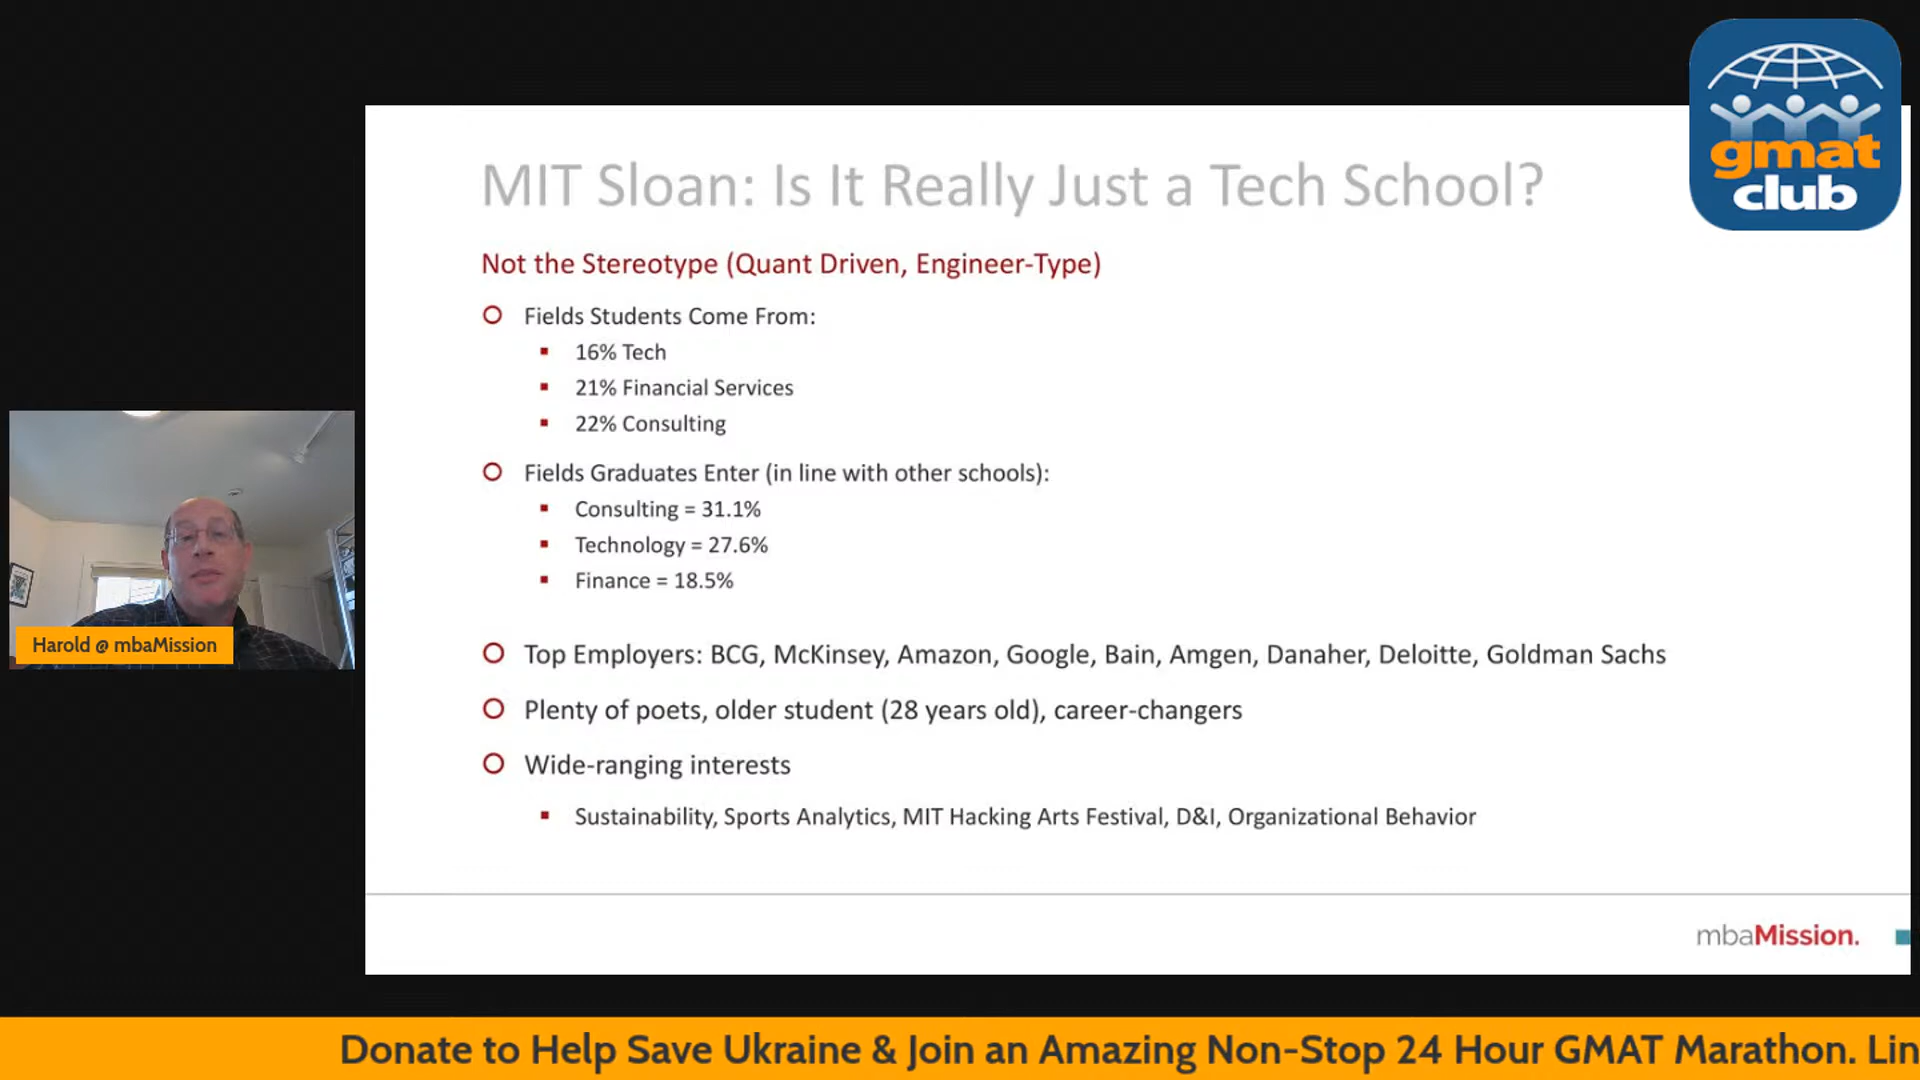 gmat
club
MIT Sloan: Is It Really Just a Tech School?
Not the Stereotype (Quant Driven, Engineer-Type)
Fields Students Come From:
16% Tech
21% Financial Services
22% Consulting
Fields Graduates Enter (in line with other schools):
Consulting = 31.1%
Technology = 27.6%
Finance = 18.5%
Top Employers: BCG, McKinsey, Amazon, Google, Bain, Amgen, Danaher, Deloitte, Goldman Sachs
Plenty of poets, older student (28 years old), career-changers
Wide-ranging interests
Sustainability, Sports Analytics, MIT Hacking Arts Festival, D&I, Organizational Behavior
Harold @ mbaMission
mbaMission.
Donate to Help Save Ukraine & Join an Amazing Non-Stop 24 Hour GMAT Marathon. Lin